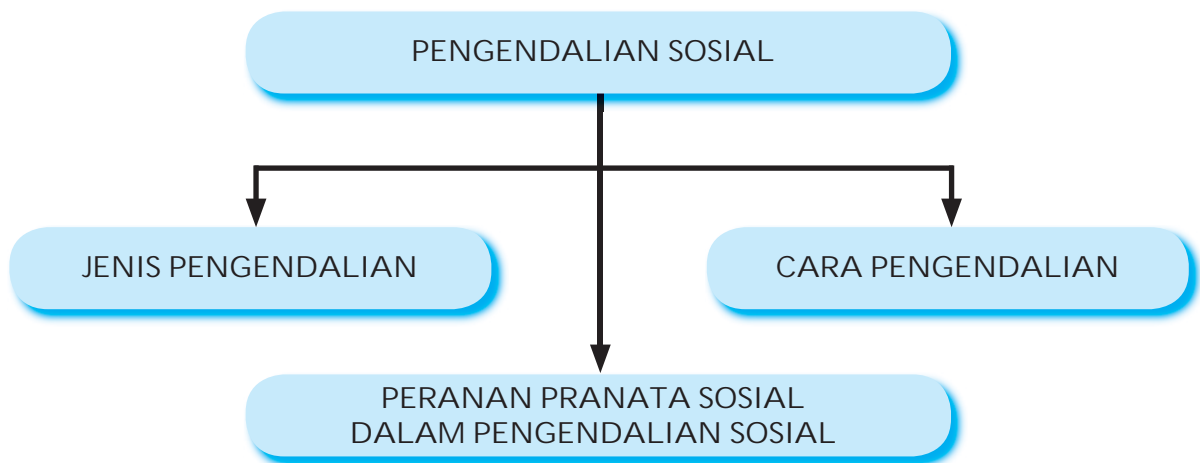 PENGENDALIAN SOSIAL
JENIS PENGENDALIAN
CARA PENGENDALIAN
PERANAN PRANATA SOSIAL
DALAM PENGENDALIAN SOSIAL